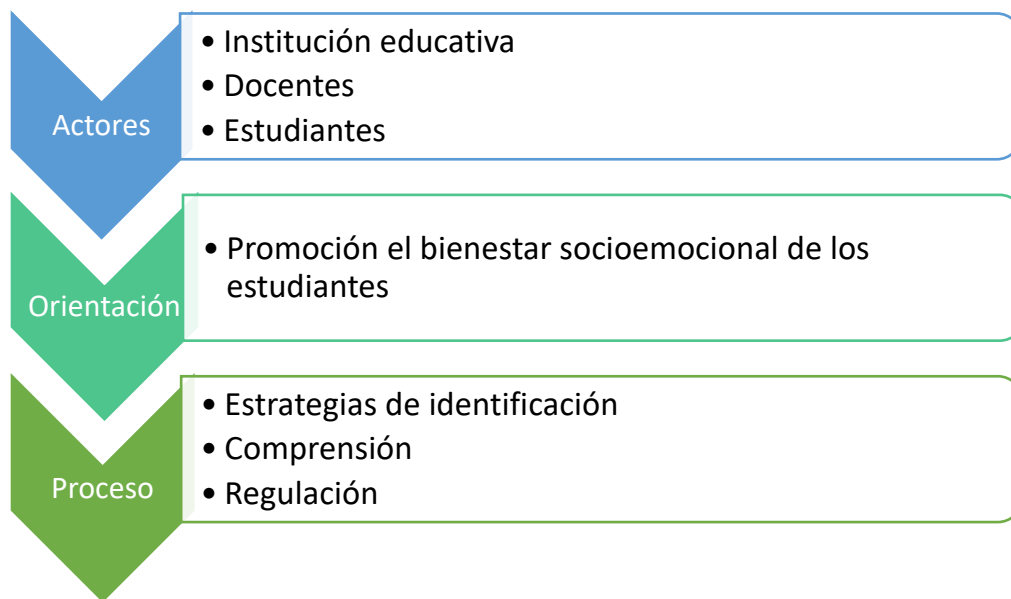 Actores
• Institución educativa
• Docentes
• Estudiantes
Orientación
• Promoción el bienestar socioemocional de los
estudiantes
Proceso
• Estrategias de identificación
• Comprensión
• Regulación